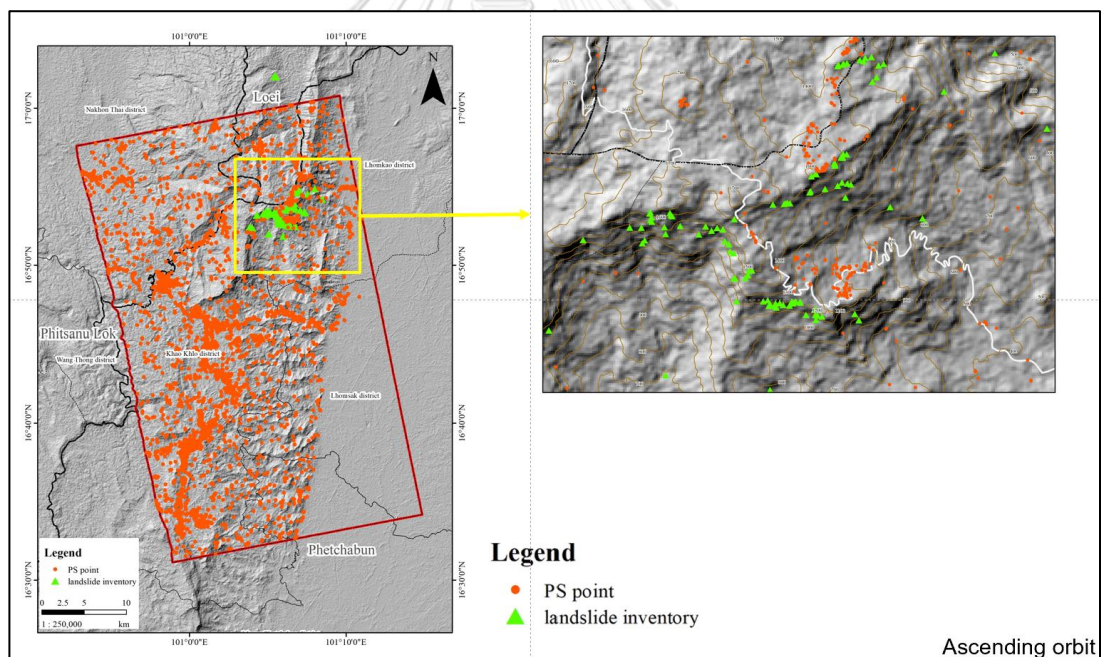 101°0'0"E
101°10'0"E
N
17°0'0"N
17°0'0"N
Nakhon Thai district
Loei
Lhomkao district
16°50'0"N
16°50'0"N
Phitsanu Lok
Wang Thong district
Khao Khlo district
Lhomsak district
16°40'0"N
16°40'0"N
Phetchabun
Legend
PS point
landslide inventory
0 2.5 5 10
1 : 250,000 km
16°30'0"N
16°30'0"N
101°0'0"E
101°10'0"E
Legend
PS point
landslide inventory
Ascending orbit